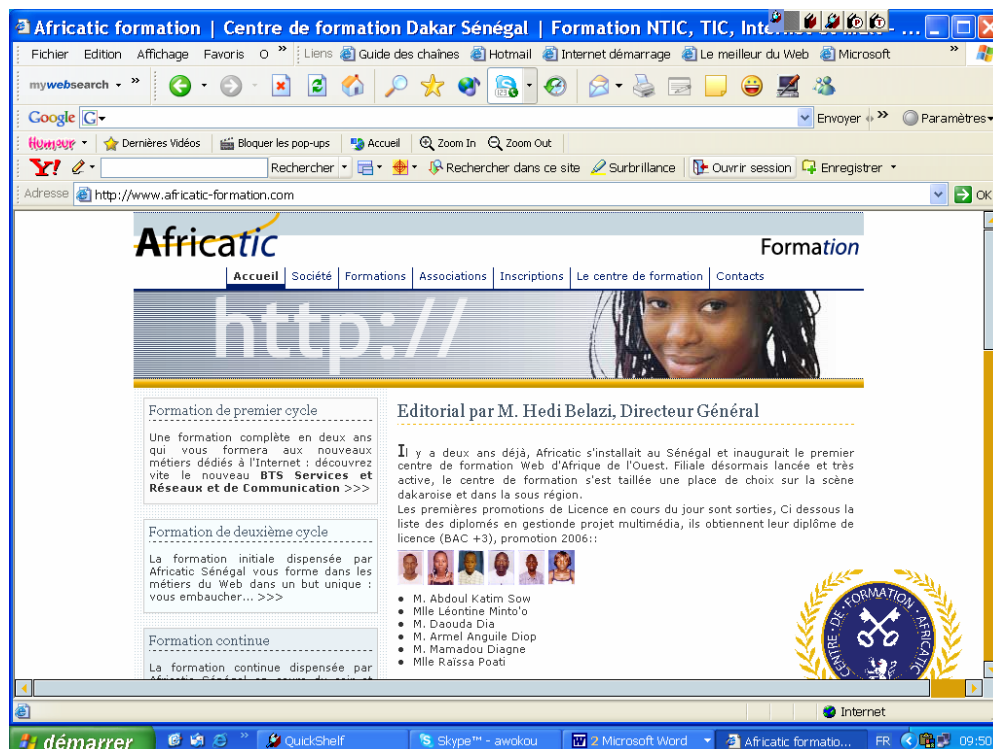 Africatic formation | Centre de formation Dakar Sénégal | Formation NTIC, TIC, ...
Fichier Edition Affichage Favoris O » Liens Guide des chaînes Hotmail Internet démarrage Le meilleur du Web Microsoft »
mywebsearch »
Google G Envoyer » Paramètres
Humour Dernières Vidéos Bloquer les pop-ups Accueil Zoom In Zoom Out
Y! Rechercher Rechercher dans ce site Surbrillance Ouvrir session Enregistrer
Adresse http://www.africatic-formation.com OK
Africatic
Formation
Accueil Société Formations Associations Inscriptions Le centre de formation Contacts
http://
Formation de premier cycle
Une formation complète en deux ans
qui vous formera aux nouveaux
métiers dédiés à l'Internet : découvrez
vite le nouveau BTS Services et
Réseaux et de Communication >>>
Formation de deuxième cycle
La formation initiale dispensée par
Africatic Sénégal vous forme dans les
métiers du Web dans un but unique :
vous embaucher... >>>
Formation continue
La formation continue dispensée par
Africatic Sénégal en cours du soir et
Editorial par M. Hedi Belazi, Directeur Général
Il y a deux ans déjà, Africatic s'installait au Sénégal et inaugurait le premier
centre de formation Web d'Afrique de l'Ouest. Filiale désormais lancée et très
active, le centre de formation s'est taillée une place de choix sur la scène
dakaroise et dans la sous région.
Les premières promotions de Licence en cours du jour sont sorties, Ci dessous la
liste des diplomés en gestionde projet multimédia, ils obtiennent leur diplôme de
licence (BAC +3), promotion 2006::
• M. Abdoul Katim Sow
• Mlle Léontine Minto'o
• M. Daouda Dia
• M. Armel Anguile Diop
• M. Mamadou Diagne
• Mlle Raïssa Poati
CENTRE · DE · FORMATION · AFRICATIC
Internet
démarrer » QuickShelf Skype™ - awokou 2 Microsoft Word Africatic formatio... FR 09:50